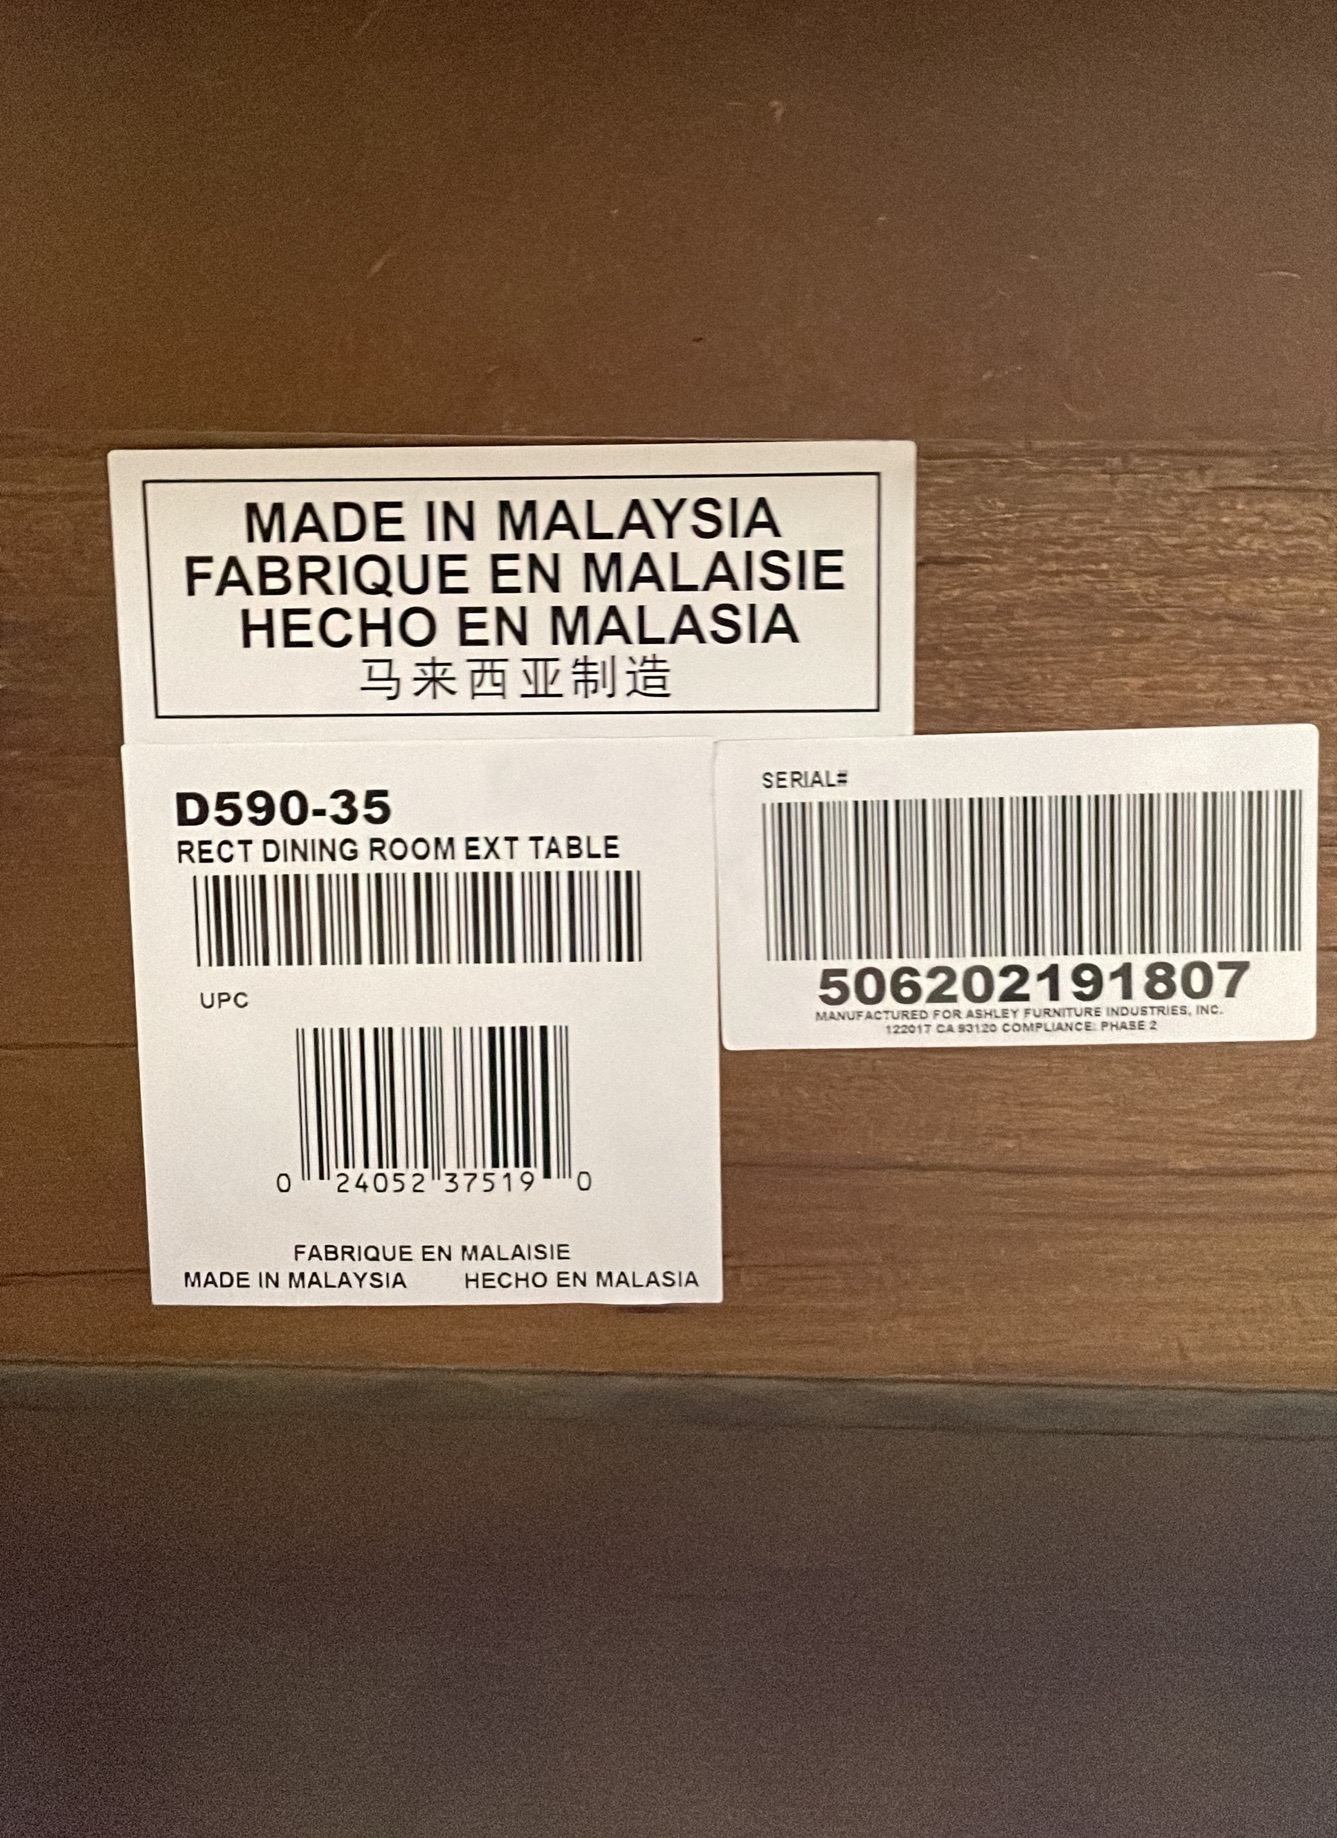 MADE IN MALAYSIA
FABRIQUE EN MALAISIE
HECHO EN MALASIA
马来西亚制造
D590-35
RECT DINING ROOM EXT TABLE
UPC
0 24052 37519 0
FABRIQUE EN MALAISIE
MADE IN MALAYSIA HECHO EN MALASIA
SERIAL#
506202191807
MANUFACTURED FOR ASHLEY FURNITURE INDUSTRIES, INC.
122017 CA 93120 COMPLIANCE: PHASE 2